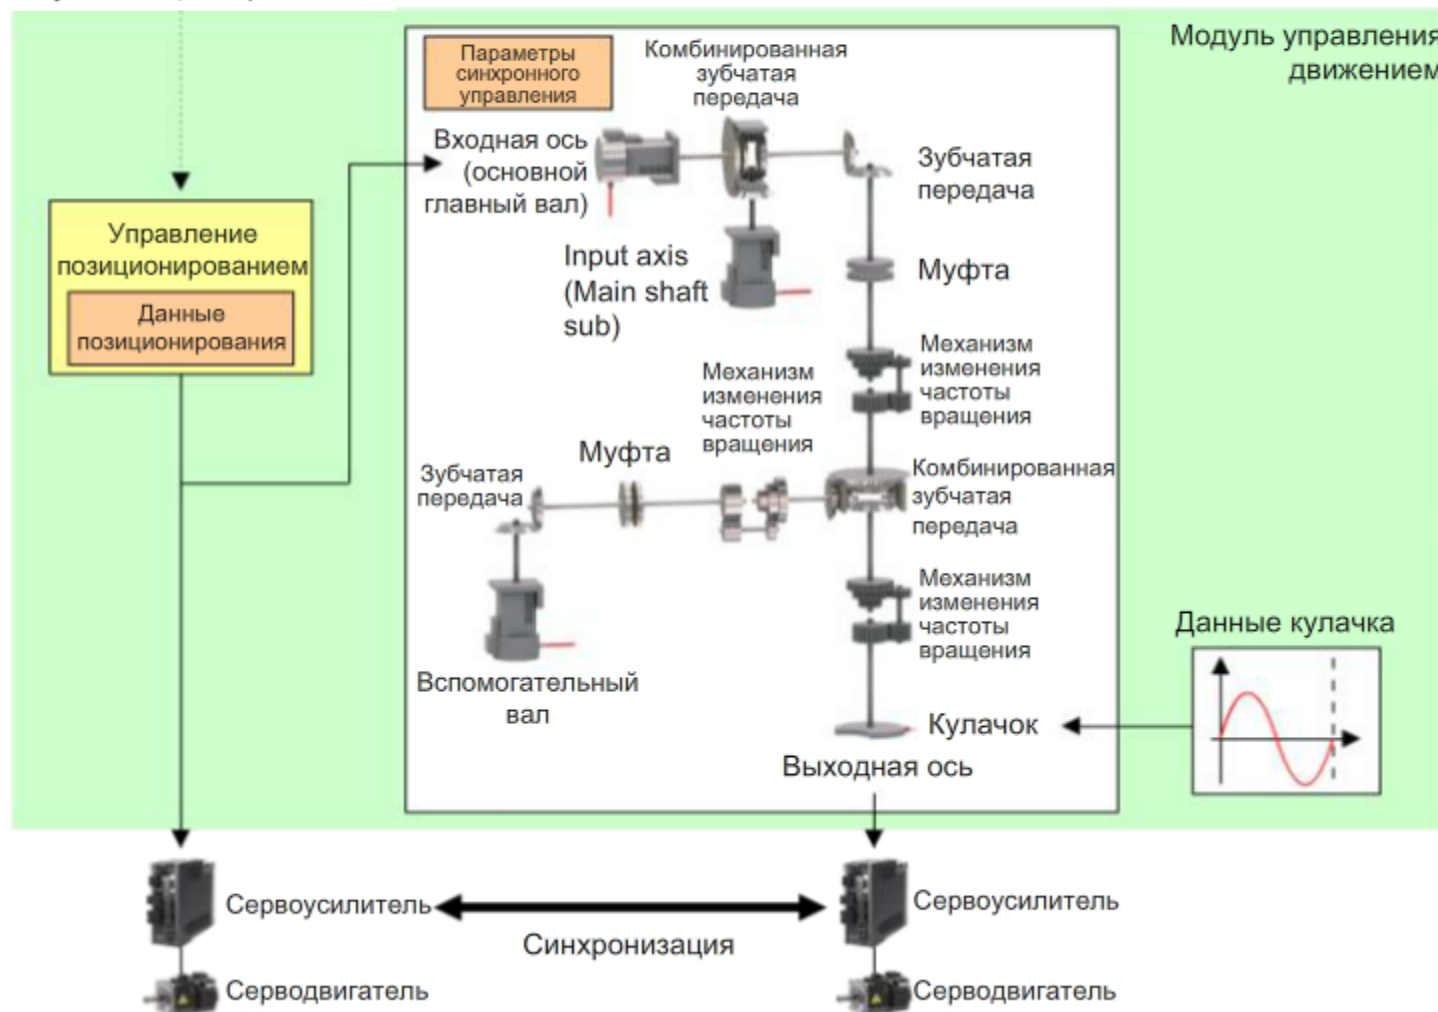 Модуль управления
движением
Параметры
синхронного
управления
Комбинированная
зубчатая
передача
Входная ось
(основной
главный вал)
Зубчатая
передача
Управление
позиционированием
Данные
позиционирования
Input axis
(Main shaft
sub)
Муфта
Механизм
изменения
частоты
вращения
Механизм
изменения
частоты
вращения
Муфта
Зубчатая
передача
Комбинированная
зубчатая
передача
Механизм
изменения
частоты
вращения
Вспомогательный
вал
Данные кулачка
Кулачок
Выходная ось
Сервоусилитель
Синхронизация
Сервоусилитель
Серводвигатель
Серводвигатель